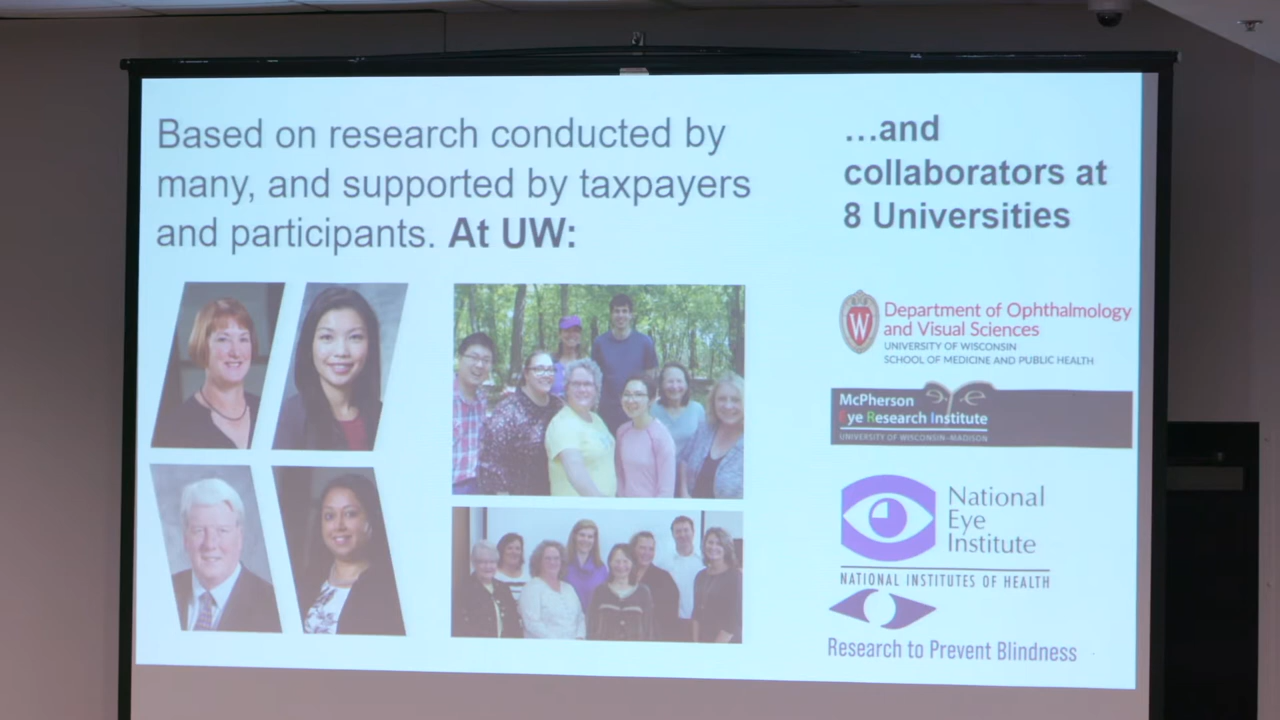 Based on research conducted by
many, and supported by taxpayers
and participants. At UW:
...and
collaborators at
8 Universities
W
Department of Ophthalmology
and Visual Sciences
UNIVERSITY OF WISCONSIN
SCHOOL OF MEDICINE AND PUBLIC HEALTH
eye
McPherson
Eye Research Institute
UNIVERSITY OF WISCONSIN-MADISON
National
Eye
Institute
NATIONAL INSTITUTES OF HEALTH
Research to Prevent Blindness